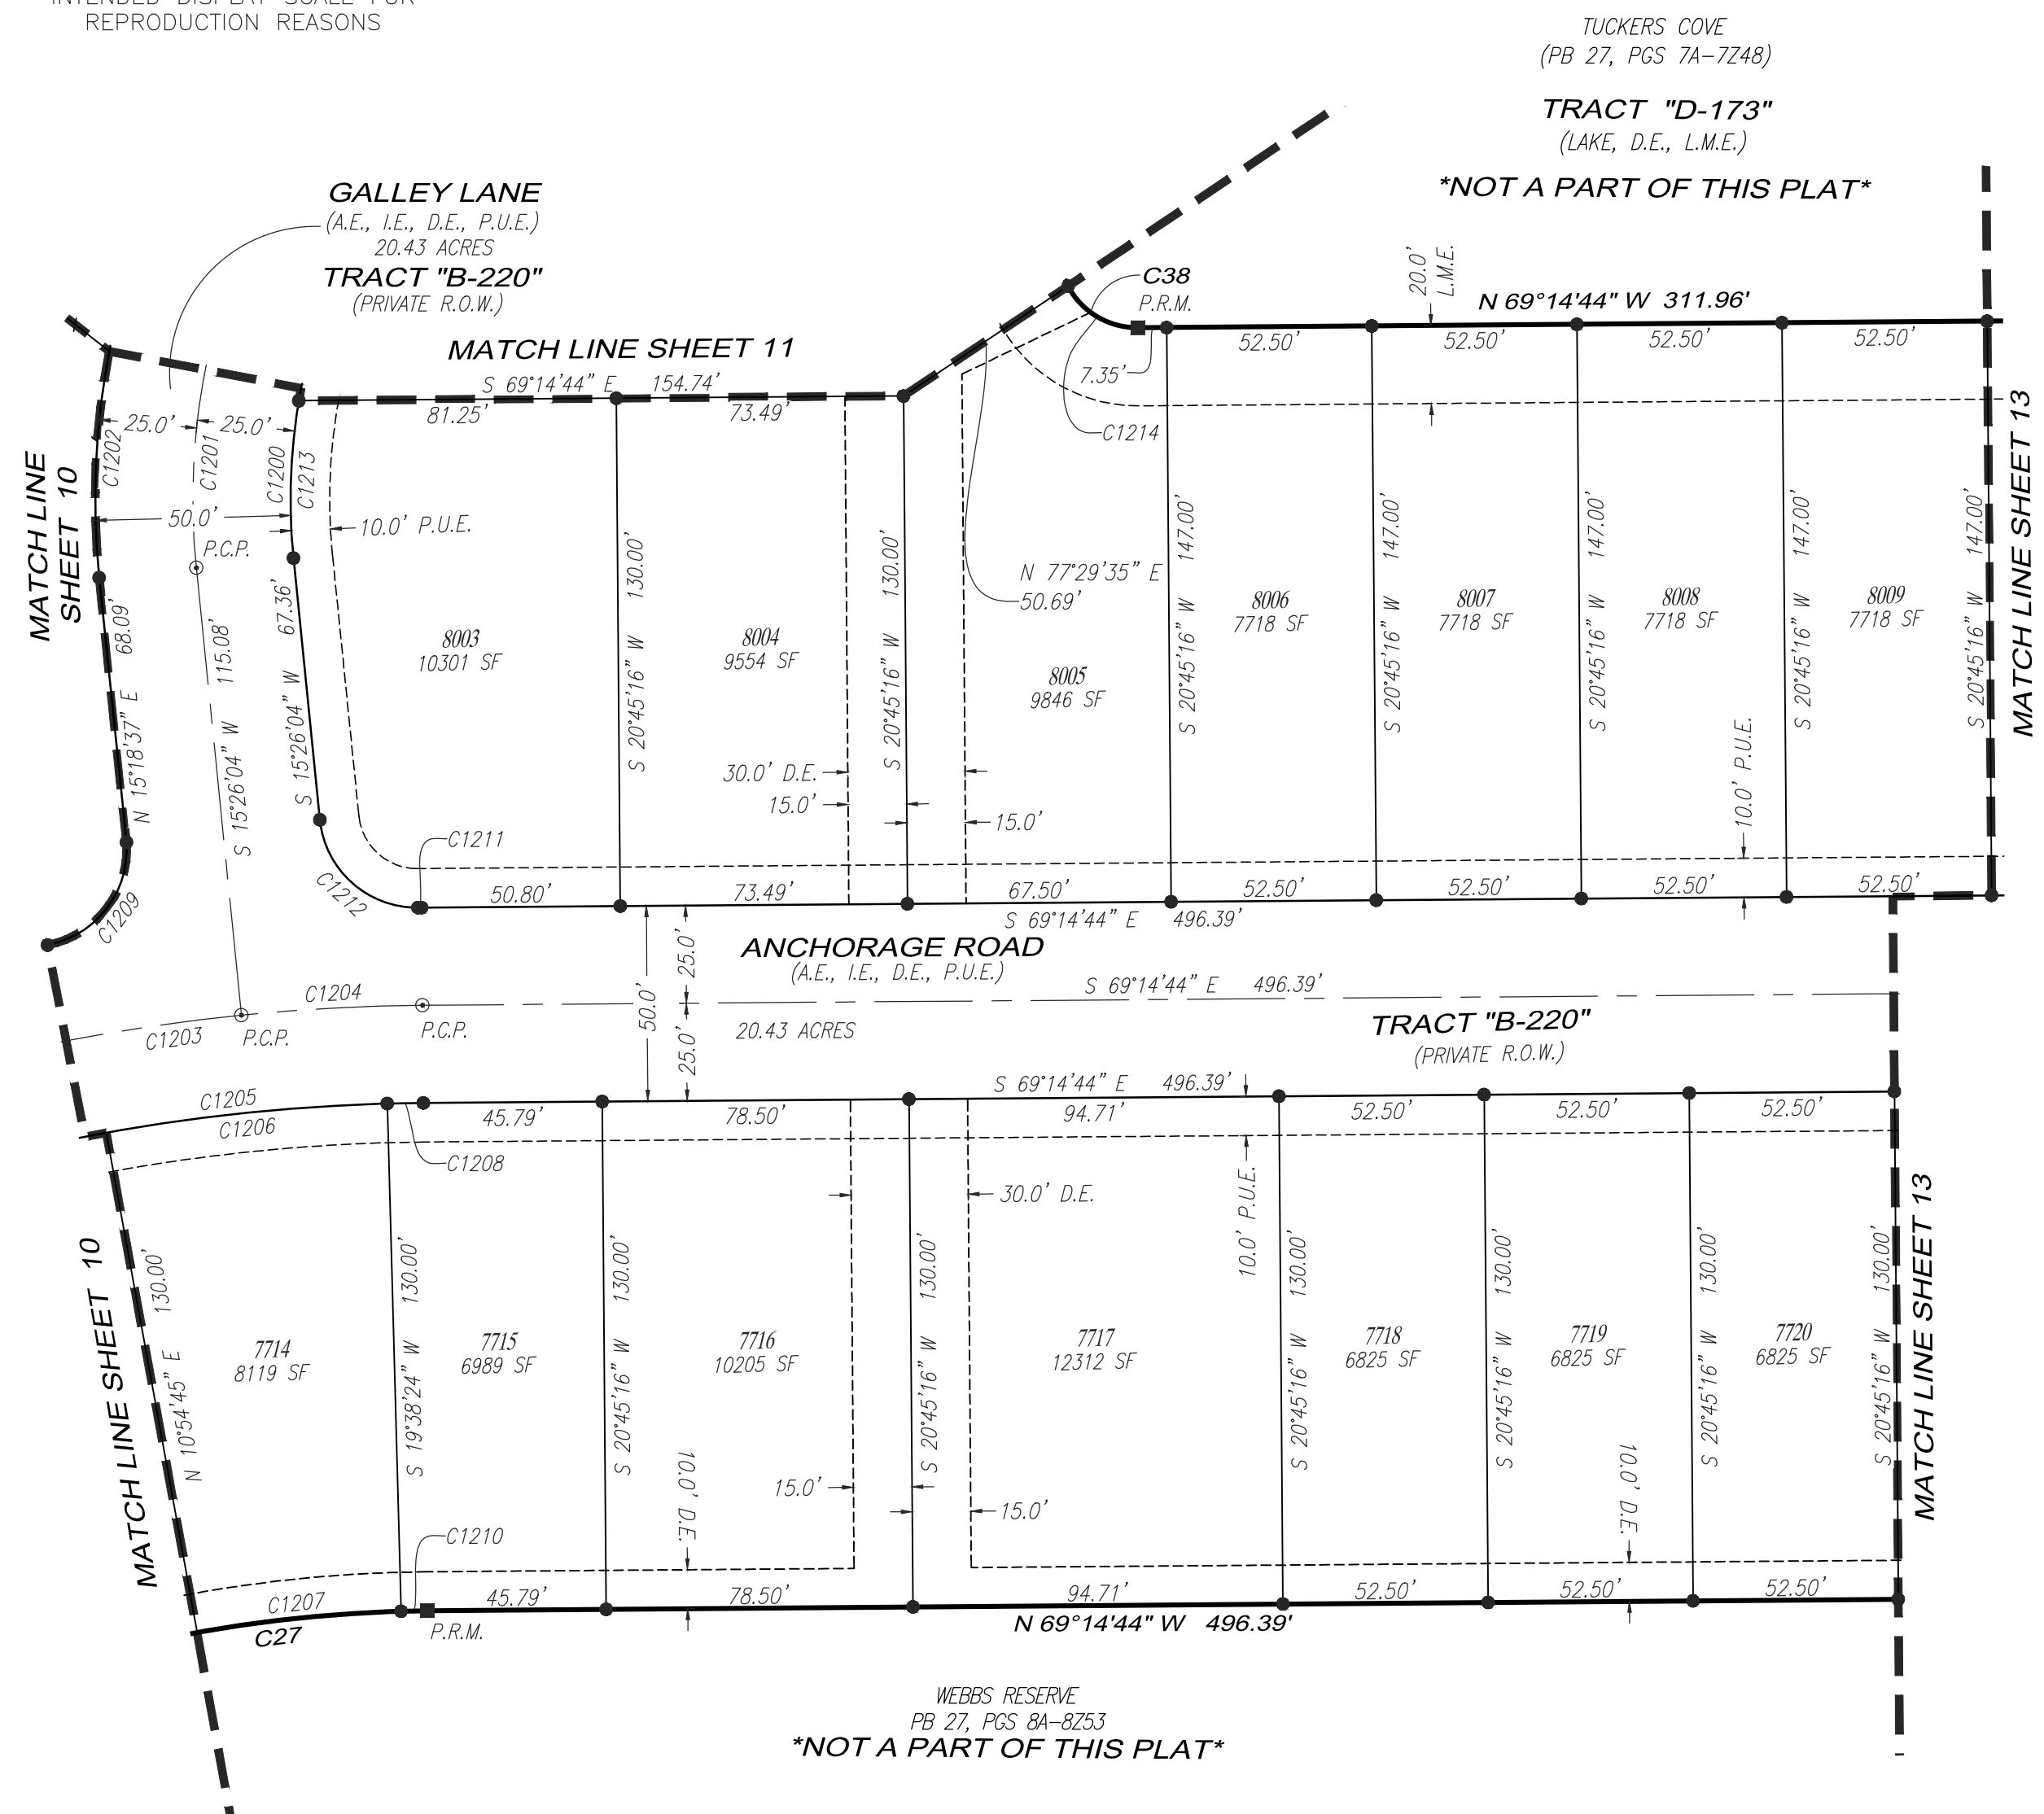 REPRODUCTION REASONS
TUCKERS COVE
(PB 27, PGS 7A-7Z48)
TRACT "D-173"
(LAKE, D.E., L.M.E.)
*NOT A PART OF THIS PLAT*
GALLEY LANE
(A.E., I.E., D.E., P.U.E.)
20.43 ACRES
TRACT "B-220"
(PRIVATE R.O.W.)
C38
P.R.M.
20.0'
L.M.E.
N 69°14'44" W 311.96'
52.50'
52.50'
52.50'
52.50'
7.35'
C1214
MATCH LINE SHEET 11
S 69°14'44" E 154.74'
81.25'
73.49'
25.0'
25.0'
C1202
C1201
C1200
C1213
MATCH LINE
SHEET 10
50.0'
P.C.P.
10.0' P.U.E.
N 15°18'37" E 68.09'
S 15°26'04" W 115.08'
S 15°26'04" W 67.36'
8003
10301 SF
S 20°45'16" W 130.00'
8004
9554 SF
S 20°45'16" W 130.00'
N 77°29'35" E
50.69'
8005
9846 SF
S 20°45'16" W 147.00'
8006
7718 SF
S 20°45'16" W 147.00'
8007
7718 SF
S 20°45'16" W 147.00'
8008
7718 SF
S 20°45'16" W 147.00'
8009
7718 SF
S 20°45'16" W 147.00'
MATCH LINE SHEET 13
30.0' D.E.
15.0'
15.0'
10.0' P.U.E.
C1211
C1212
C1209
50.80'
73.49'
67.50'
52.50'
52.50'
52.50'
52.50'
S 69°14'44" E 496.39'
ANCHORAGE ROAD
(A.E., I.E., D.E., P.U.E.)
25.0'
50.0'
25.0'
S 69°14'44" E 496.39'
C1204
C1203
P.C.P.
P.C.P.
20.43 ACRES
TRACT "B-220"
(PRIVATE R.O.W.)
S 69°14'44" E 496.39'
C1205
C1206
C1208
45.79'
78.50'
94.71'
52.50'
52.50'
52.50'
30.0' D.E.
10.0' P.U.E.
MATCH LINE SHEET 10
N 10°54'45" E 130.00'
7714
8119 SF
S 19°38'24" W 130.00'
7715
6989 SF
S 20°45'16" W 130.00'
7716
10205 SF
S 20°45'16" W 130.00'
7717
12312 SF
S 20°45'16" W 130.00'
7718
6825 SF
S 20°45'16" W 130.00'
7719
6825 SF
S 20°45'16" W 130.00'
7720
6825 SF
S 20°45'16" W 130.00'
MATCH LINE SHEET 13
10.0' D.E.
15.0'
15.0'
10.0' D.E.
C1210
C1207
C27
P.R.M.
45.79'
78.50'
94.71'
52.50'
52.50'
52.50'
N 69°14'44" W 496.39'
WEBBS RESERVE
PB 27, PGS 8A-8Z53
*NOT A PART OF THIS PLAT*